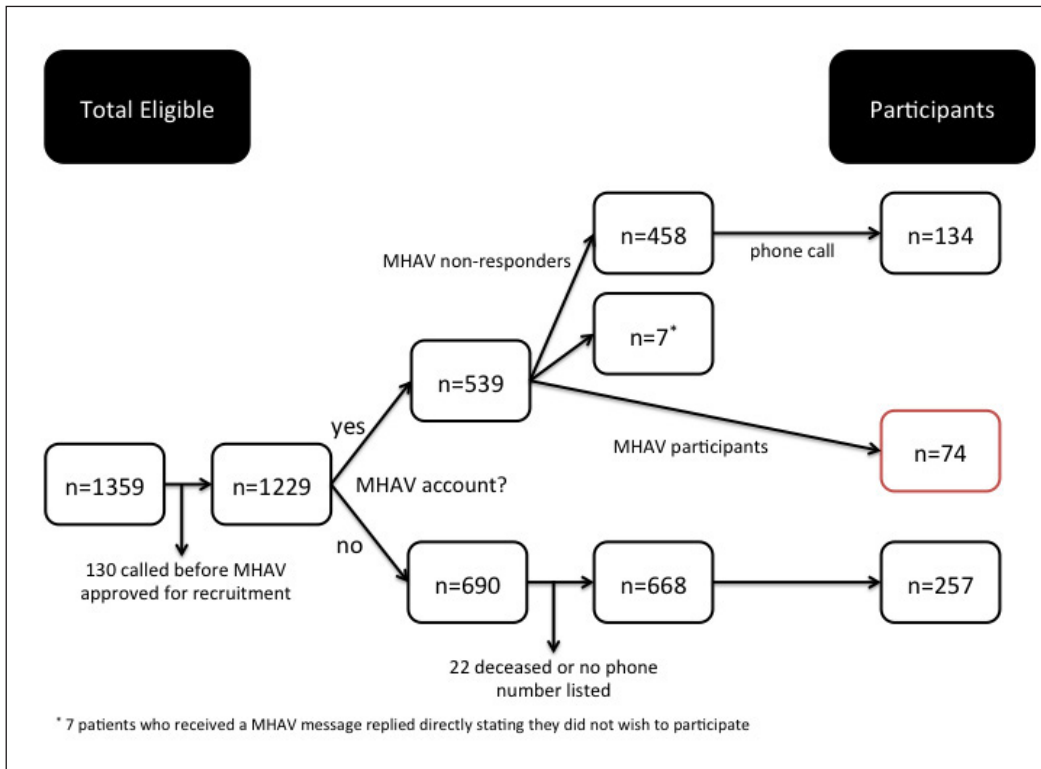 Total Eligible
Participants
n=458
phone call
n=134
MHAV non-responders
n=7*
n=539
yes
MHAV participants
n=74
n=1359
n=1229
MHAV account?
no
130 called before MHAV
approved for recruitment
n=690
n=668
n=257
22 deceased or no phone
number listed
* 7 patients who received a MHAV message replied directly stating they did not wish to participate